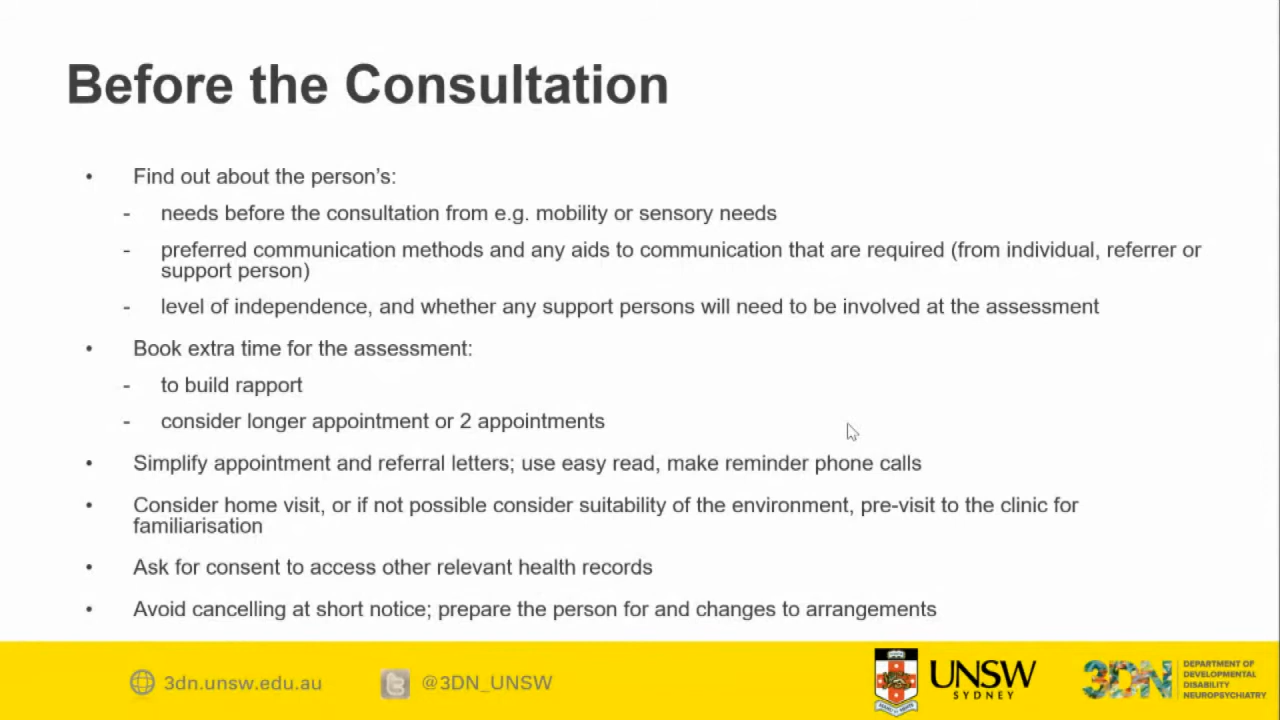 Before the Consultation
• Find out about the person's:
- needs before the consultation from e.g. mobility or sensory needs
- preferred communication methods and any aids to communication that are required (from individual, referrer or
support person)
- level of independence, and whether any support persons will need to be involved at the assessment
• Book extra time for the assessment:
- to build rapport
- consider longer appointment or 2 appointments
• Simplify appointment and referral letters; use easy read, make reminder phone calls
• Consider home visit, or if not possible consider suitability of the environment, pre-visit to the clinic for
familiarisation
• Ask for consent to access other relevant health records
• Avoid cancelling at short notice; prepare the person for and changes to arrangements
3dn.unsw.edu.au
@3DN_UNSW
UNSW
SYDNEY
3DN
DEPARTMENT OF
DEVELOPMENTAL
DISABILITY
NEUROPSYCHIATRY